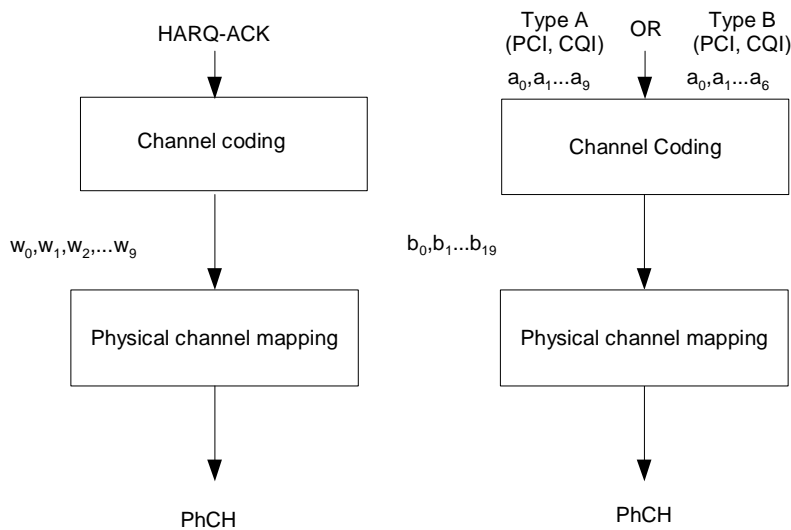 HARQ-ACK
Channel coding
w0,w1,w2,...w9
Physical channel mapping
PhCH
Type A
(PCI, CQI)
OR
Type B
(PCI, CQI)
a0,a1...a9
a0,a1...a6
Channel Coding
b0,b1...b19
Physical channel mapping
PhCH